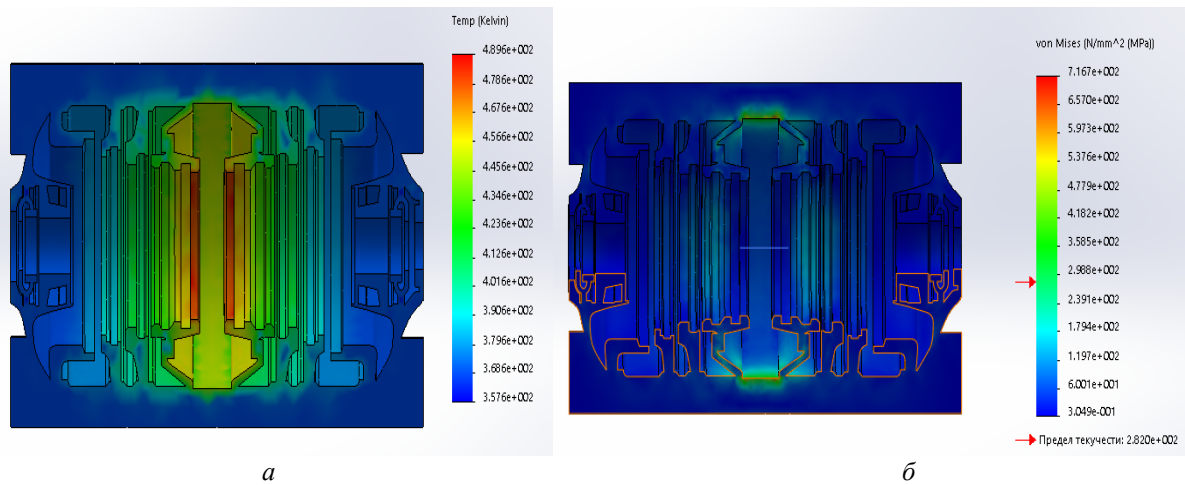 Temp (Kelvin)
4.896e+002
4.786e+002
4.676e+002
4.566e+002
4.456e+002
4.346e+002
4.236e+002
4.126e+002
4.016e+002
3.906e+002
3.796e+002
3.686e+002
3.576e+002
von Mises (N/mm^2 (MPa))
7.167e+002
6.570e+002
5.973e+002
5.376e+002
4.779e+002
4.182e+002
3.585e+002
2.988e+002
2.391e+002
1.794e+002
1.197e+002
6.001e+001
3.049e-001
Предел текучести: 2.820e+002
а
б